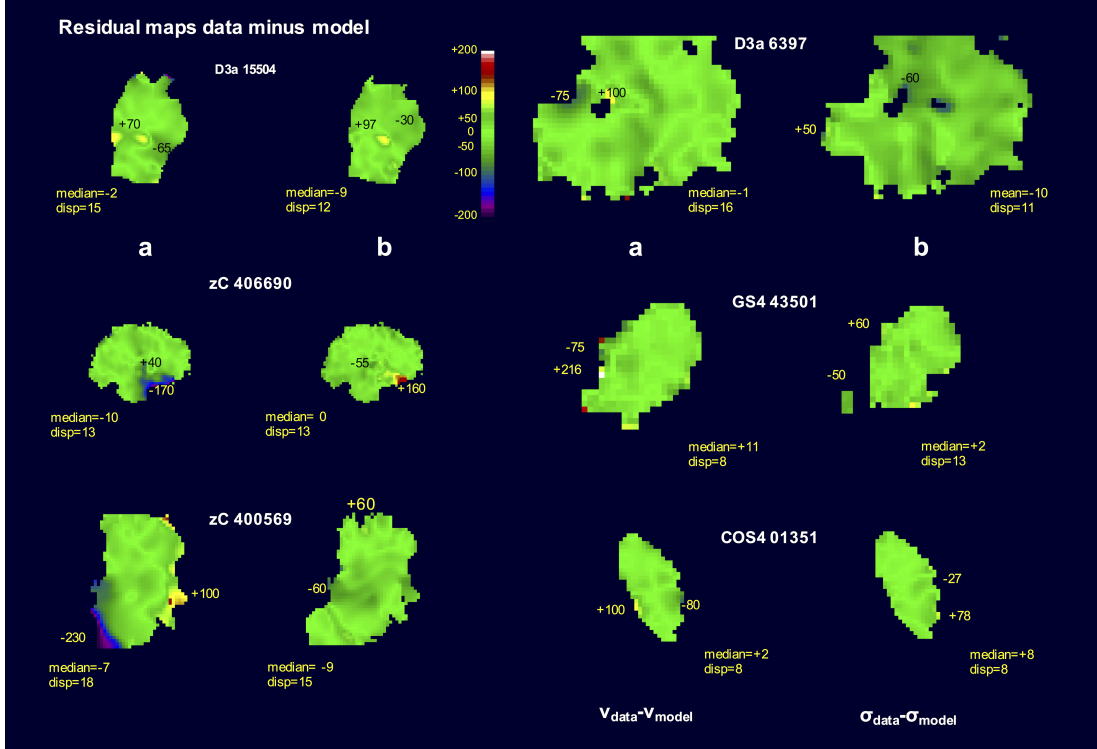 Residual maps data minus model
D3a 15504
+70
-65
median=-2
disp=15
+97
-30
median=-9
disp=12
+200
+100
+50
0
-50
-100
-200
D3a 6397
-75
+100
median=-1
disp=16
-60
+50
mean=-10
disp=11
a
b
a
b
zC 406690
+40
-170
median=-10
disp=13
-55
+160
median= 0
disp=13
GS4 43501
-75
+216
median=+11
disp=8
+60
-50
median=+2
disp=13
zC 400569
+100
-230
median=-7
disp=18
+60
-60
median= -9
disp=15
COS4 01351
+100
-80
median=+2
disp=8
-27
+78
median=+8
disp=8
vdata-vmodel
σdata-σmodel